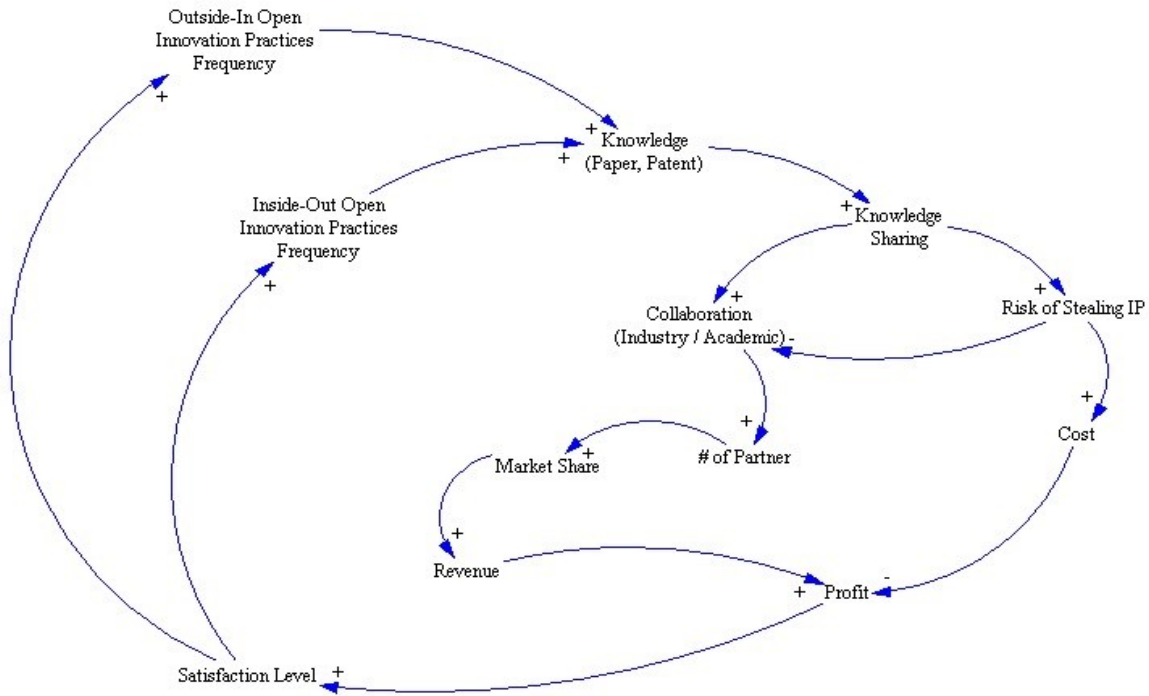 Outside-In Open
Innovation Practices
Frequency
+
+
Knowledge
(Paper, Patent)
+
Inside-Out Open
Innovation Practices
Frequency
+
+
Knowledge
Sharing
+
Collaboration
(Industry / Academic)
-
+
Risk of Stealing IP
+
Cost
+
# of Partner
+
Market Share
+
Revenue
+
Profit
-
Satisfaction Level
+